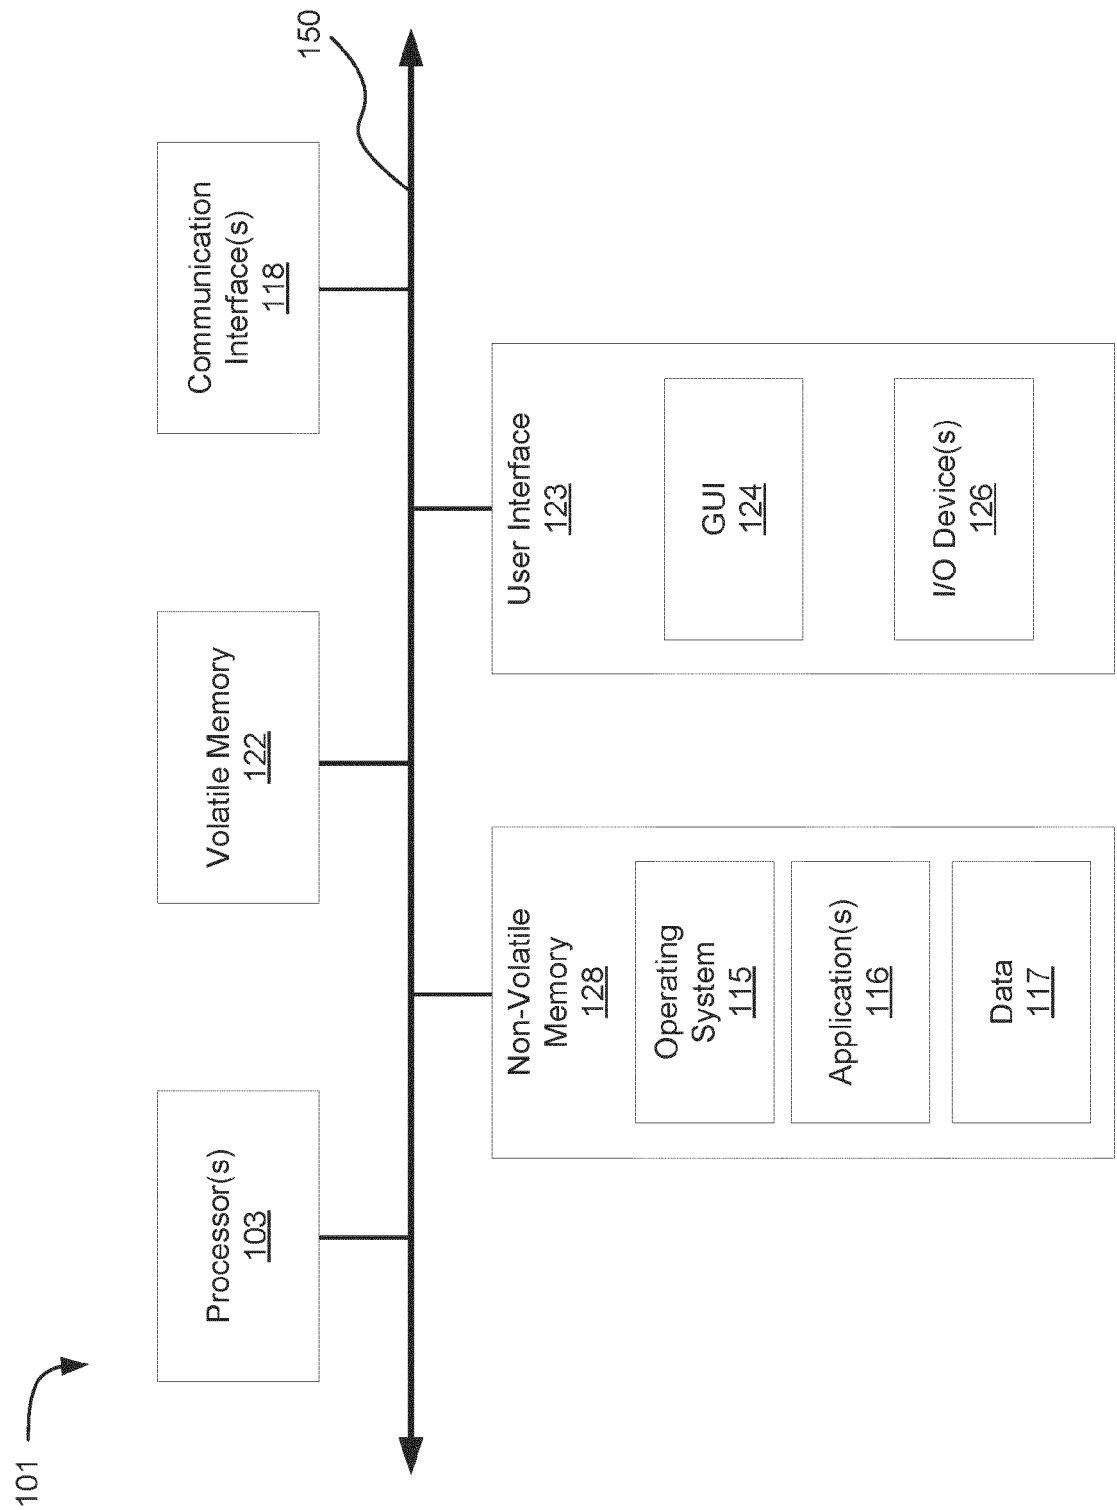 101
Processor(s)
103
Volatile Memory
122
Communication
Interface(s)
118
150
Non-Volatile
Memory
128
Operating
System
115
Application(s)
116
Data
117
User Interface
123
GUI
124
I/O Device(s)
126